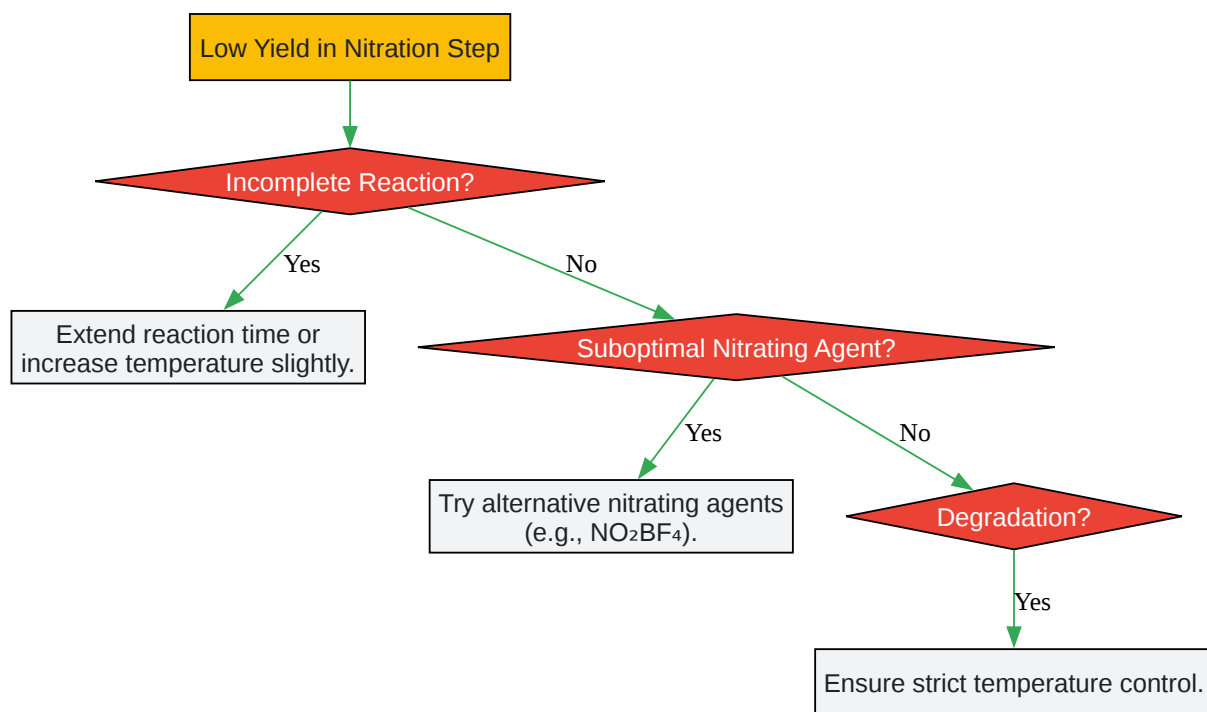 Low Yield in Nitration Step
Incomplete Reaction?
Yes
No
Extend reaction time or
increase temperature slightly.
Suboptimal Nitrating Agent?
Yes
No
Try alternative nitrating agents
(e.g., NO₂BF₄).
Degradation?
Yes
Ensure strict temperature control.